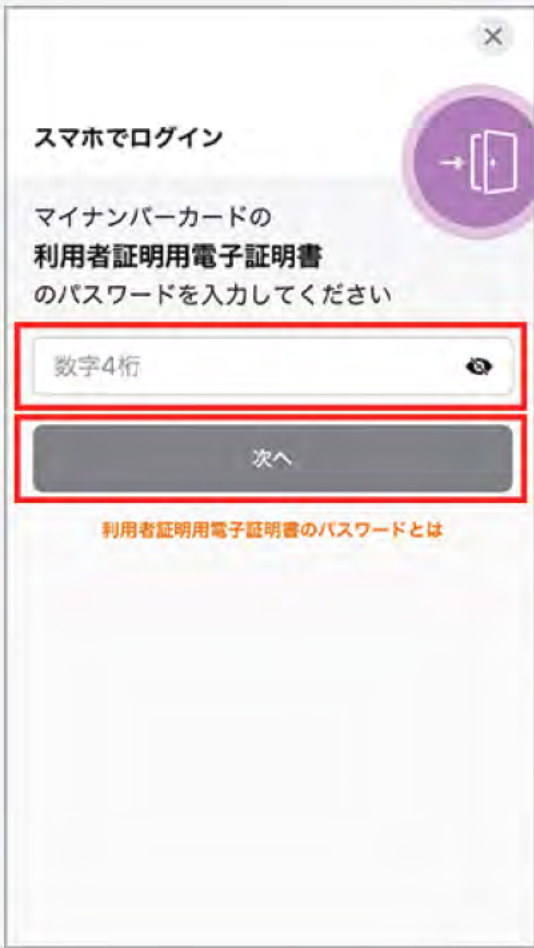 スマホでログイン
マイナンバーカードの
利用者証明用電子証明書
のパスワードを入力してください
数字4桁
次へ
利用者証明用電子証明書のパスワードとは